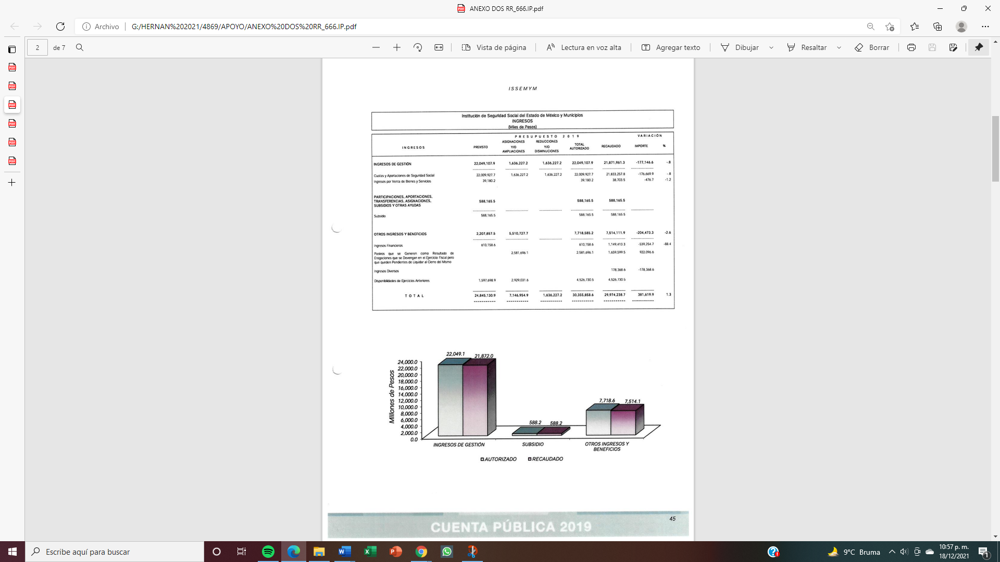 ANEXO DOS RR_666.IP.pdf
Archivo G:/HERNAN%202021/4869/APOYO/ANEXO%20DOS%20RR_666.IP.pdf
2 de 7 Vista de página Lectura en voz alta Agregar texto Dibujar Resaltar Borrar
ISSEMYM
Institución de Seguridad Social del Estado de México y Municipios
INGRESOS
(Miles de Pesos)
PRESUPUESTO 2019 VARIACIÓN
INGRESOS PREVISTO ASIGNACIONES Y/O AMPLIACIONES REDUCCIONES Y/O DISMINUCIONES TOTAL AUTORIZADO RECAUDADO IMPORTE %
INGRESOS DE GESTIÓN 22,049,107.9 1,636,227.2 1,636,227.2 22,049,107.9 21,871,961.3 -177,146.6 -.8
Cuotas y Aportaciones de Seguridad Social 22,009,927.7 1,636,227.2 1,636,227.2 22,009,927.7 21,833,257.8 -176,669.9 -.8
Ingresos por Venta de Bienes y Servicios 39,180.2 39,180.2 38,703.5 -476.7 -1.2
PARTICIPACIONES, APORTACIONES,
TRANSFERENCIAS, ASIGNACIONES, 588,165.5 588,165.5 588,165.5
SUBSIDIOS Y OTRAS AYUDAS
Subsidio 588,165.5 588,165.5 588,165.5
OTROS INGRESOS Y BENEFICIOS 2,207,857.5 5,510,727.7 7,718,585.2 7,514,111.9 -204,473.3 -2.6
Ingresos Financieros 610,158.6 610,158.6 1,149,413.3 -539,254.7 -88.4
Pasivos que se Generen como Resultado de 2,581,696.1 2,581,696.1 1,659,599.5 922,096.6
Erogaciones que se Devengan en el Ejercicio Fiscal pero
que queden Pendientes de Liquidar al Cierre del Mismo
Ingresos Diversos 178,368.6 -178,368.6
Disponibilidades de Ejercicios Anteriores 1,597,698.9 2,929,031.6 4,526,730.5 4,526,730.5
TOTAL 24,845,130.9 7,146,954.9 1,636,227.2 30,355,858.6 29,974,238.7 381,619.9 1.3
Millones de Pesos
24,000.0
22,000.0
20,000.0
18,000.0
16,000.0
14,000.0
12,000.0
10,000.0
8,000.0
6,000.0
4,000.0
2,000.0
0.0
22,049.1 21,872.0
588.2 588.2
7,718.6 7,514.1
INGRESOS DE GESTIÓN SUBSIDIO OTROS INGRESOS Y
BENEFICIOS
AUTORIZADO RECAUDADO
45
CUENTA PÚBLICA 2019
Escribe aquí para buscar
9°C Bruma
10:57 p. m.
18/12/2021
1